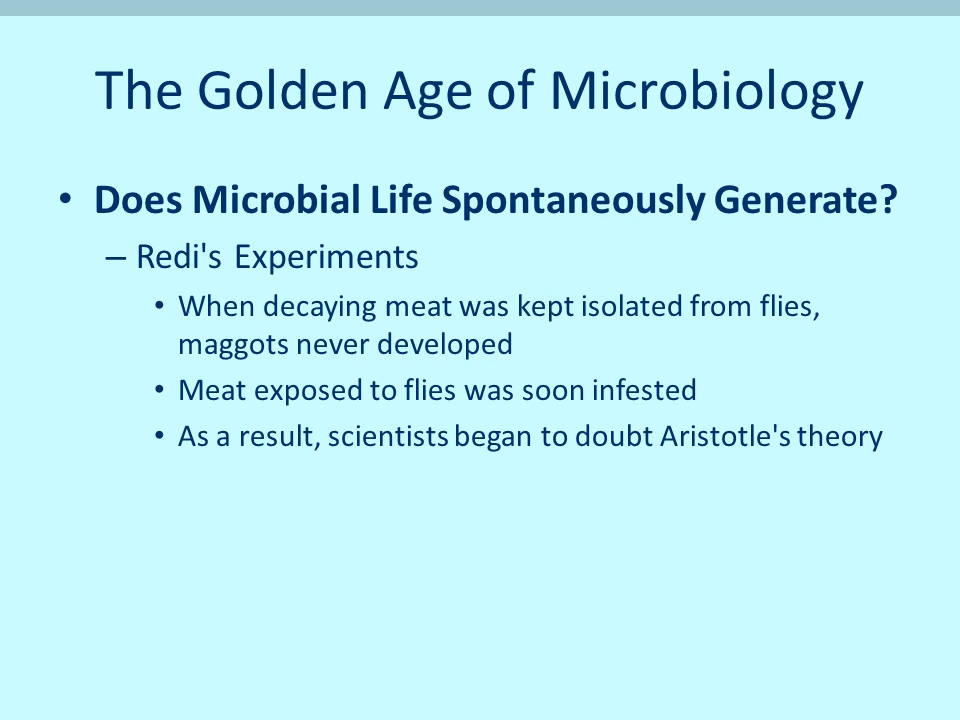 The Golden Age of Microbiology
• Does Microbial Life Spontaneously Generate?
– Redi's Experiments
• When decaying meat was kept isolated from flies,
maggots never developed
• Meat exposed to flies was soon infested
• As a result, scientists began to doubt Aristotle's theory